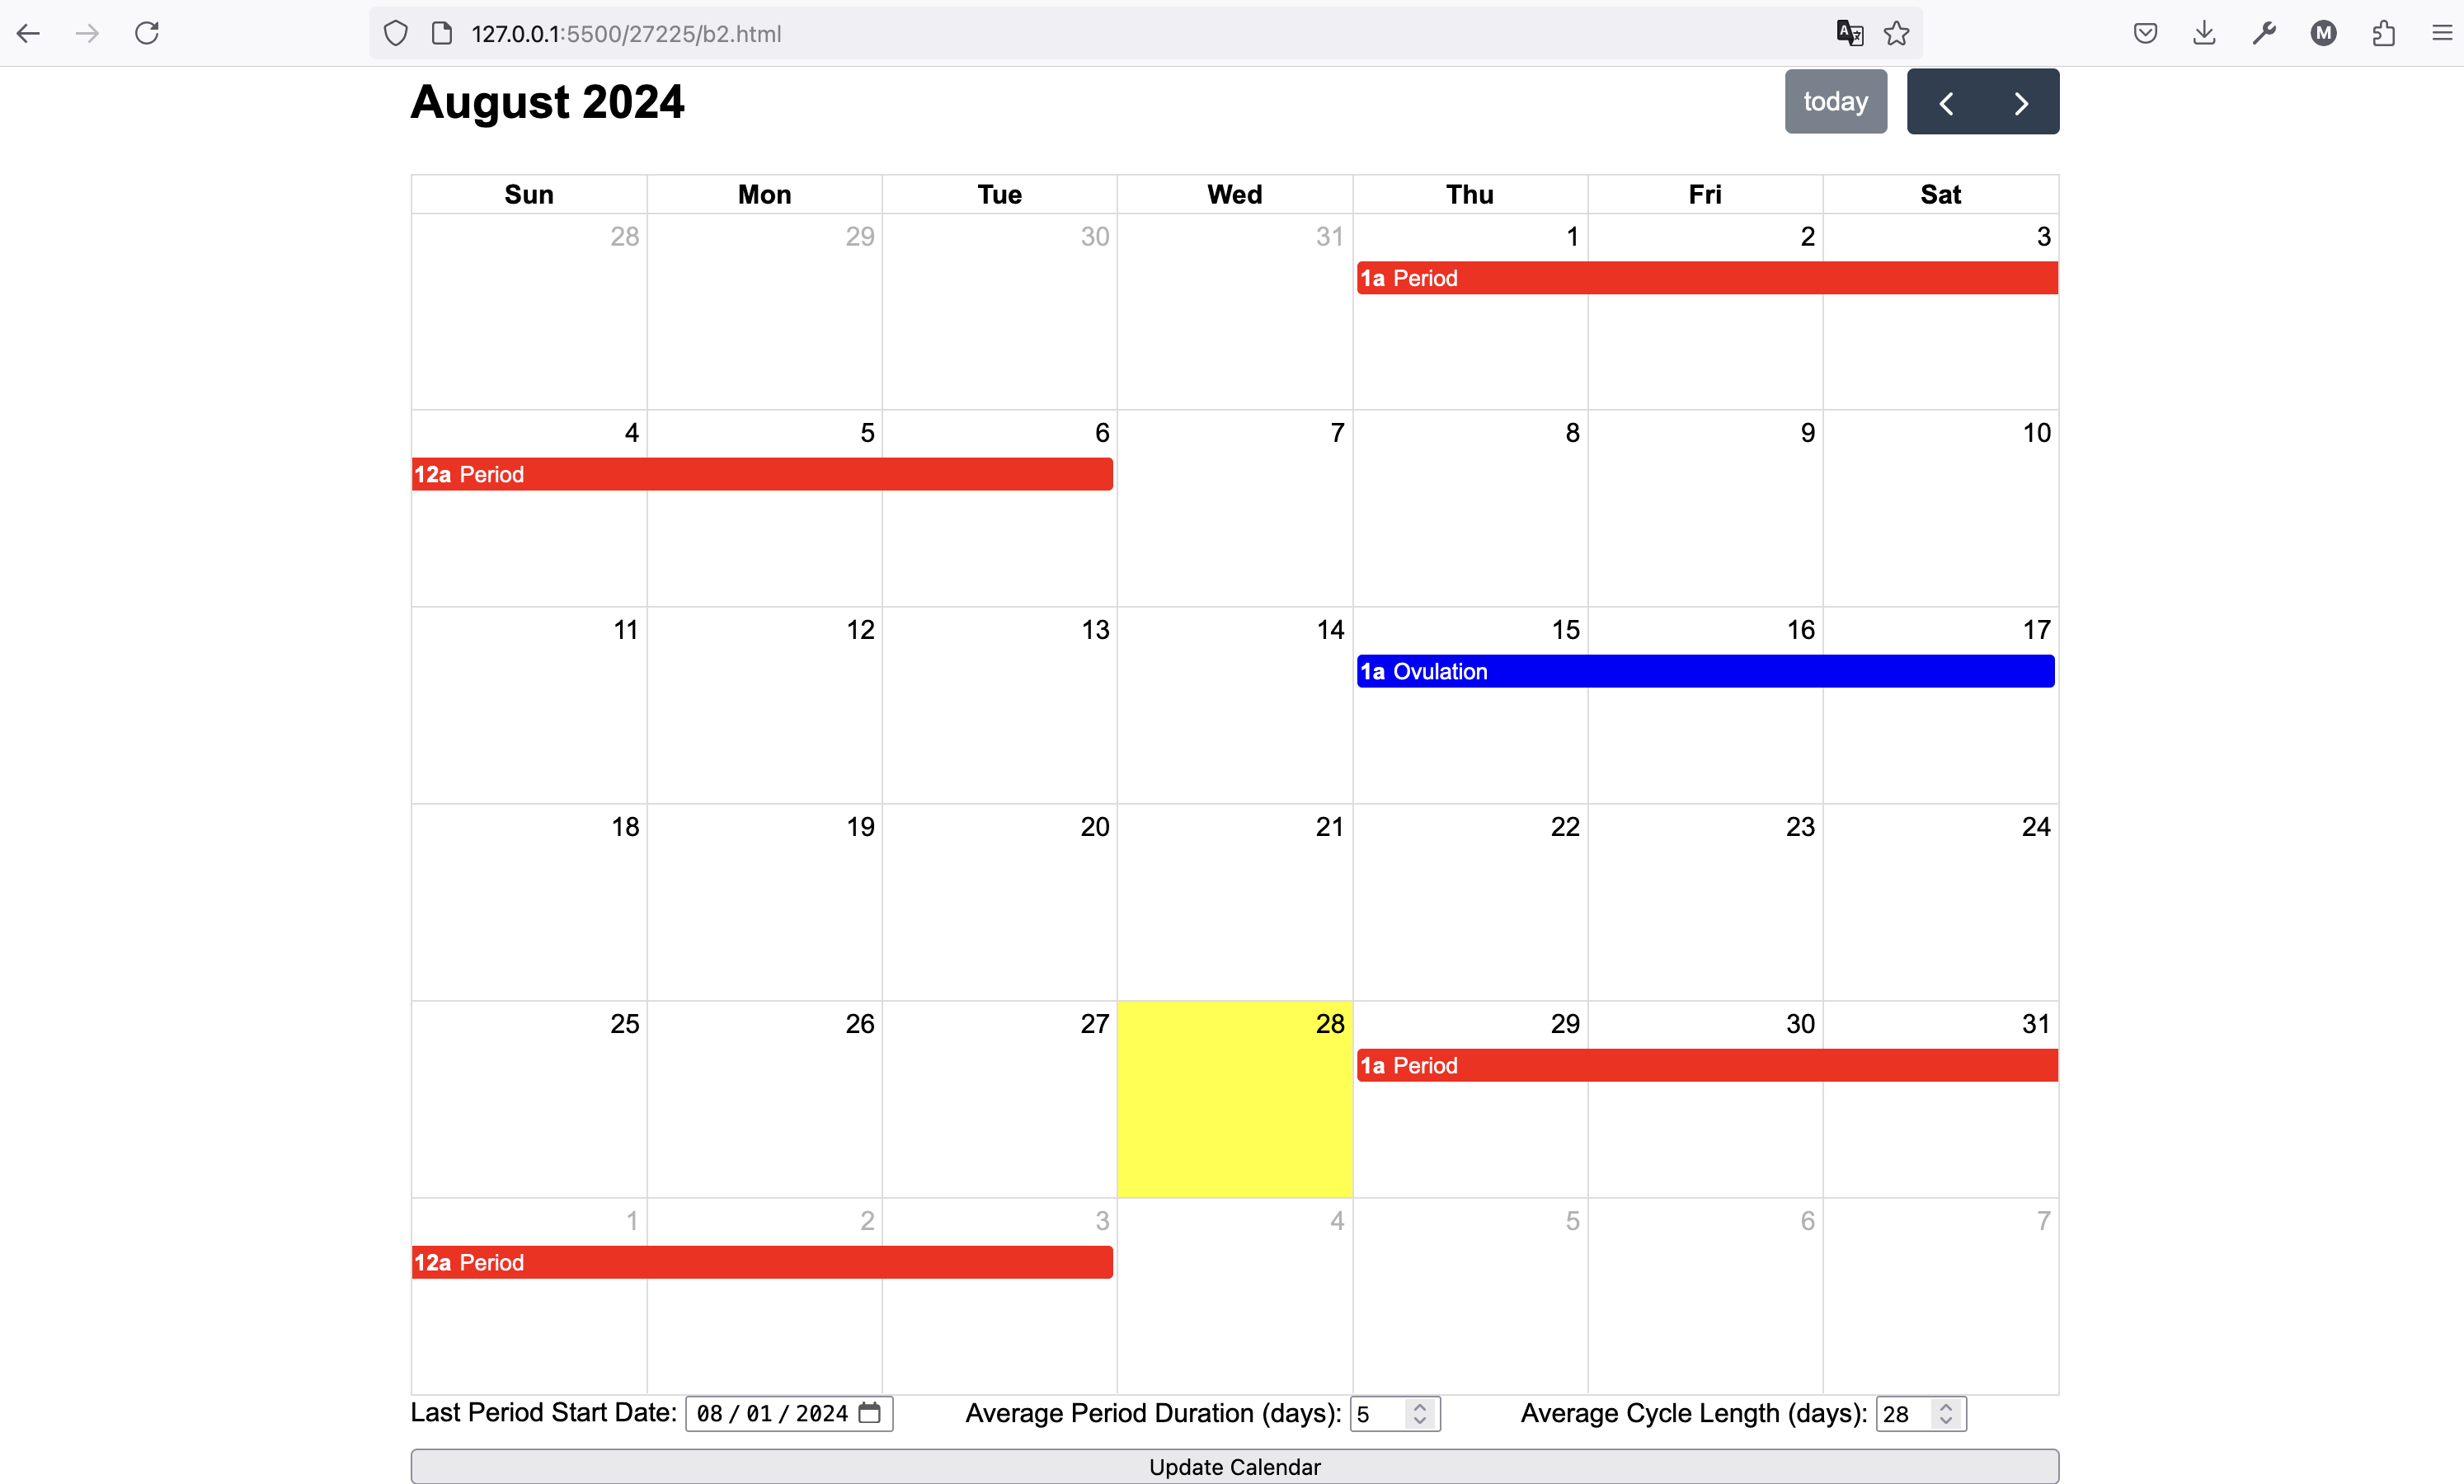 127.0.0.1:5500/27225/b2.html
M
August 2024
today
Sun Mon Tue Wed Thu Fri Sat
28 29 30 31 1 2 3
1a Period
4 5 6 7 8 9 10
12a Period
11 12 13 14 15 16 17
1a Ovulation
18 19 20 21 22 23 24
25 26 27 28 29 30 31
1a Period
1 2 3 4 5 6 7
12a Period
Last Period Start Date: 08/01/2024 Average Period Duration (days): 5 Average Cycle Length (days): 28
Update Calendar